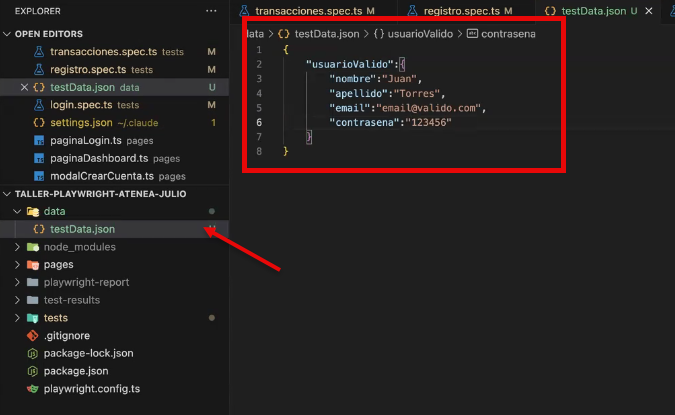 EXPLORER
OPEN EDITORS
transacciones.spec.ts tests M
registro.spec.ts tests M
testData.json data U
login.spec.ts tests M
settings.json ~/.claude 1
paginaLogin.ts pages
paginaDashboard.ts pages
modalCrearCuenta.ts pages
TALLER-PLAYWRIGHT-ATENEA-JULIO
data
testData.json
node_modules
pages
playwright-report
test-results
tests
.gitignore
package-lock.json
package.json
playwright.config.ts
transacciones.spec.ts M registro.spec.ts M testData.json U
data > {} testData.json > {} usuarioValido > contrasena
1 {
2 "usuarioValido":{
3 "nombre":"Juan",
4 "apellido":"Torres",
5 "email":"email@valido.com",
6 "contrasena":"123456"
7 }
8 }